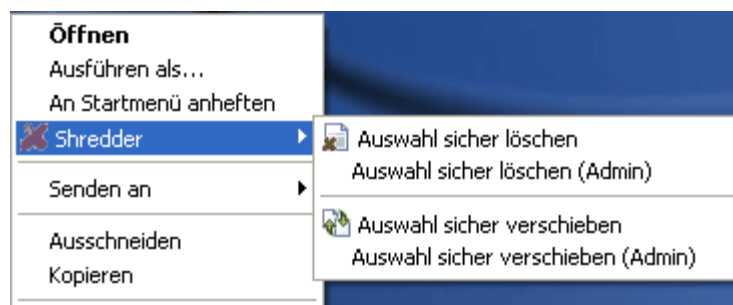 Öffnen
Ausführen als...
An Startmenü anheften
Shredder
Senden an
Ausschneiden
Kopieren
Auswahl sicher löschen
Auswahl sicher löschen (Admin)
Auswahl sicher verschieben
Auswahl sicher verschieben (Admin)